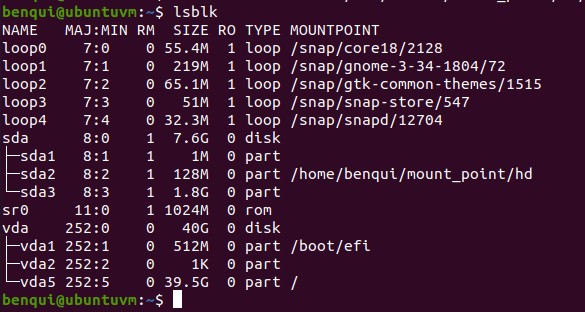 benqui@ubuntuvm:~$ lsblk
NAME   MAJ:MIN RM  SIZE RO TYPE MOUNTPOINT
loop0    7:0    0 55.4M  1 loop /snap/core18/2128
loop1    7:1    0  219M  1 loop /snap/gnome-3-34-1804/72
loop2    7:2    0 65.1M  1 loop /snap/gtk-common-themes/1515
loop3    7:3    0   51M  1 loop /snap/snap-store/547
loop4    7:4    0 32.3M  1 loop /snap/snapd/12704
sda      8:0    1  7.6G  0 disk
├─sda1   8:1    1    1M  0 part
├─sda2   8:2    1  128M  0 part /home/benqui/mount_point/hd
└─sda3   8:3    1  1.8G  0 part
sr0     11:0    1 1024M  0 rom
vda    252:0    0   40G  0 disk
├─vda1 252:1    0  512M  0 part /boot/efi
├─vda2 252:2    0    1K  0 part
└─vda5 252:5    0 39.5G  0 part /
benqui@ubuntuvm:~$